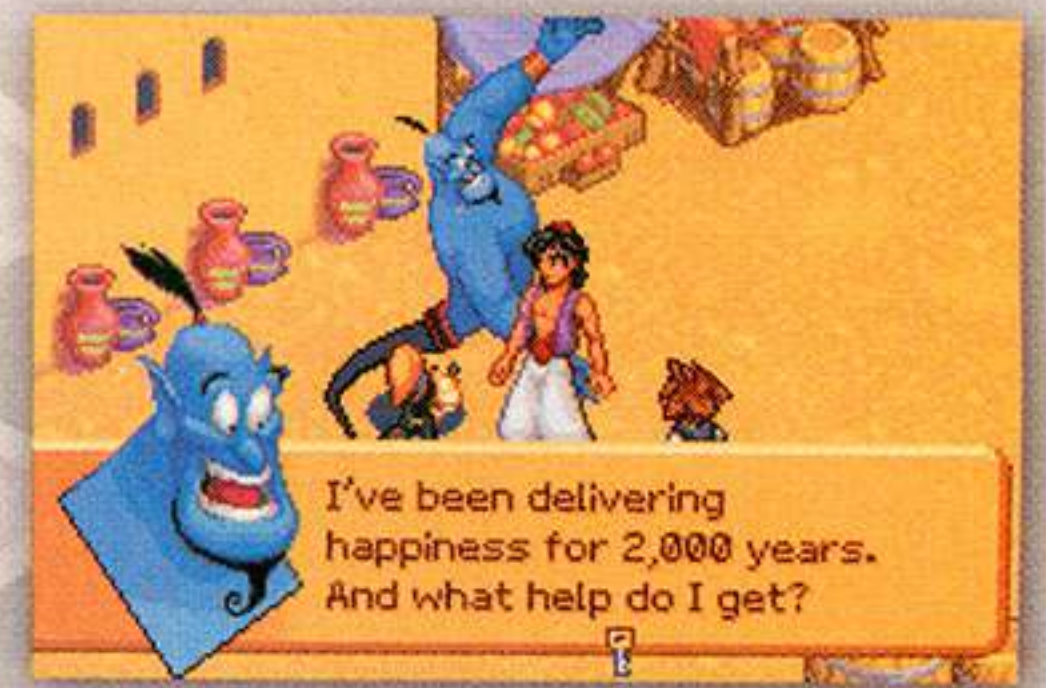 I've been delivering
happiness for 2,000 years.
And what help do I get?